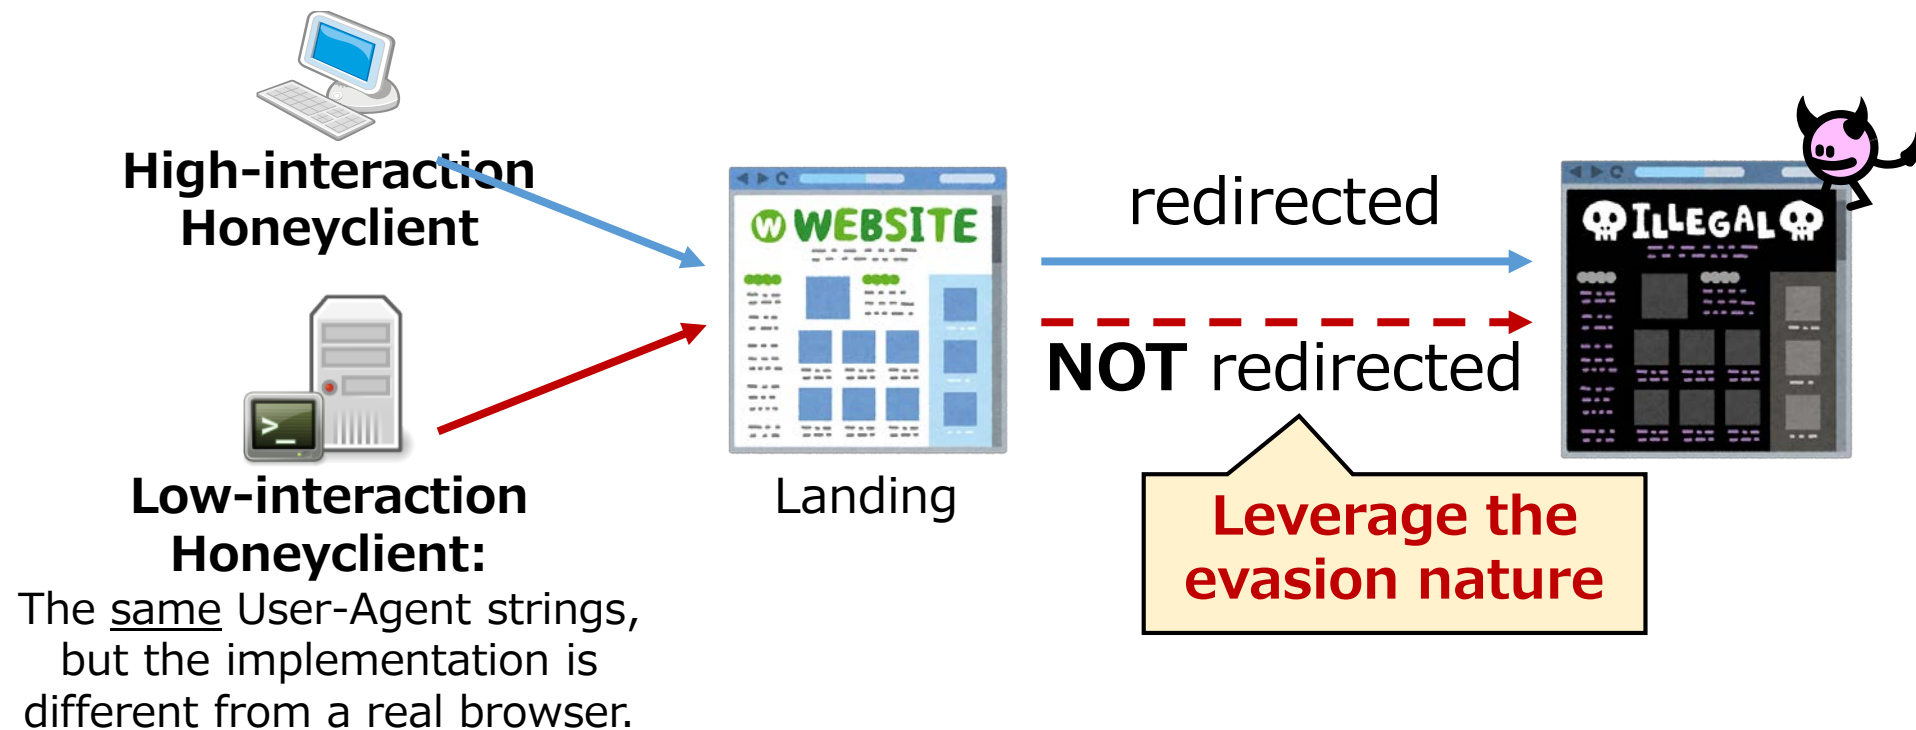 High-interaction
Honeyclient
WEBSITE
redirected
ILLEGAL
NOT redirected
Low-interaction
Honeyclient:
The same User-Agent strings,
but the implementation is
different from a real browser.
Landing
Leverage the
evasion nature
>_
W